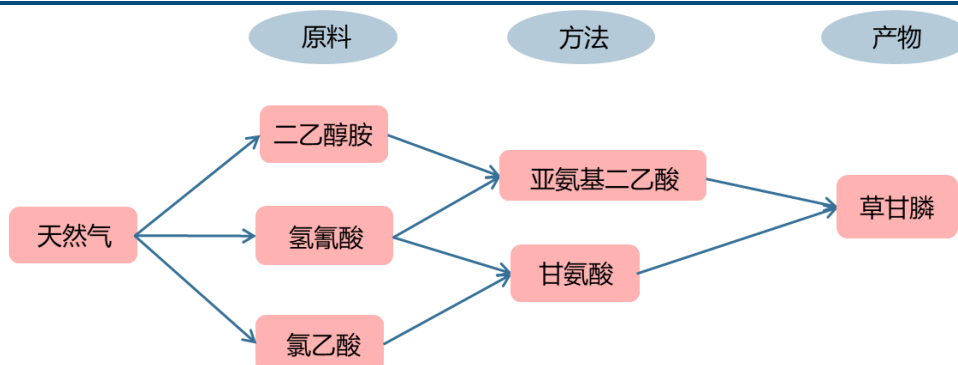 原料
方法
产物
二乙醇胺
亚氨基二乙酸
草甘膦
天然气
氢氰酸
甘氨酸
氯乙酸